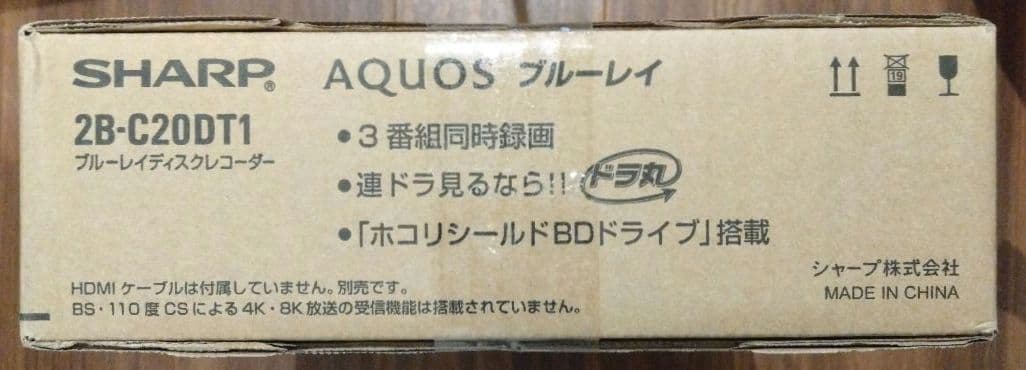 SHARP® AQUOS ブルーレイ
19
2B-C20DT1
ブルーレイディスクレコーダー
•3番組同時録画
•連ドラ見るなら!! ドラ丸
•「ホコリシールドBDドライブ」搭載
HDMIケーブルは付属していません。別売です。
BS・110度CSによる4K・8K放送の受信機能は搭載されていません。
シャープ株式会社
MADE IN CHINA